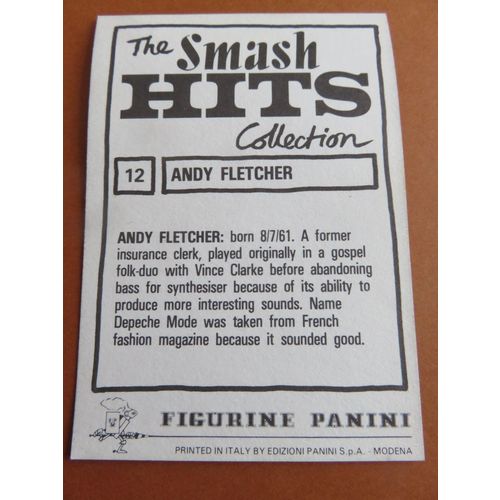 The Smash
HITS
Collection
12 ANDY FLETCHER
ANDY FLETCHER: born 8/7/61. A former
insurance clerk, played originally in a gospel
folk-duo with Vince Clarke before abandoning
bass for synthesiser because of its ability to
produce more interesting sounds. Name
Depeche Mode was taken from French
fashion magazine because it sounded good.
FIGURINE PANINI
PRINTED IN ITALY BY EDIZIONI PANINI S.p.A. - MODENA